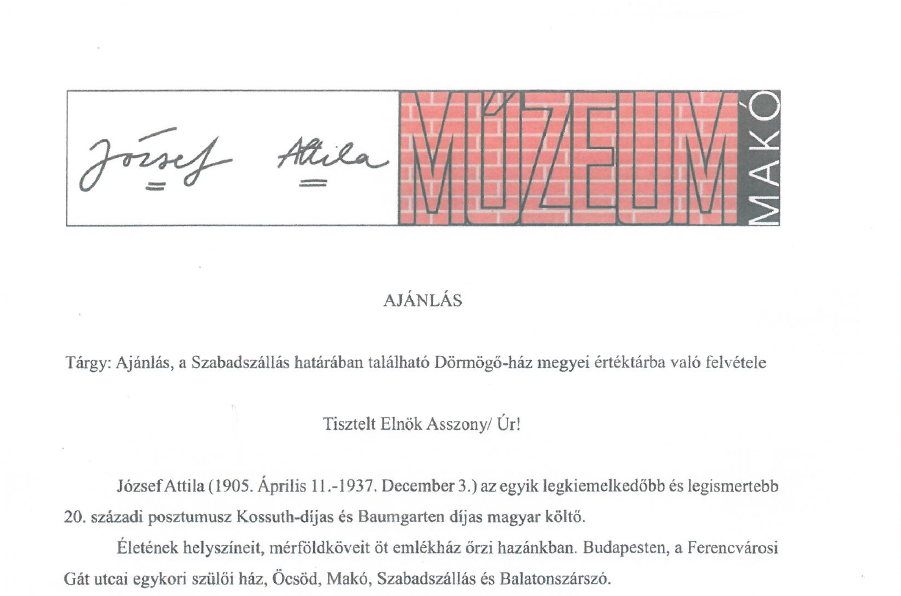 József Attila MÚZEUM MAKÓ
AJÁNLÁS
Tárgy: Ajánlás, a Szabadszállás határában található Dörmögő-ház megyei értéktárba való felvétele
Tisztelt Elnök Asszony/ Úr!
József Attila (1905. Április 11.-1937. December 3.) az egyik legkiemelkedőbb és legismertebb
20. századi posztumusz Kossuth-díjas és Baumgarten díjas magyar költő.
Életének helyszíneit, mérföldköveit öt emlékház őrzi hazánkban. Budapesten, a Ferencvárosi
Gát utcai egykori szülői ház, Öcsöd, Makó, Szabadszállás és Balatonszárszó.